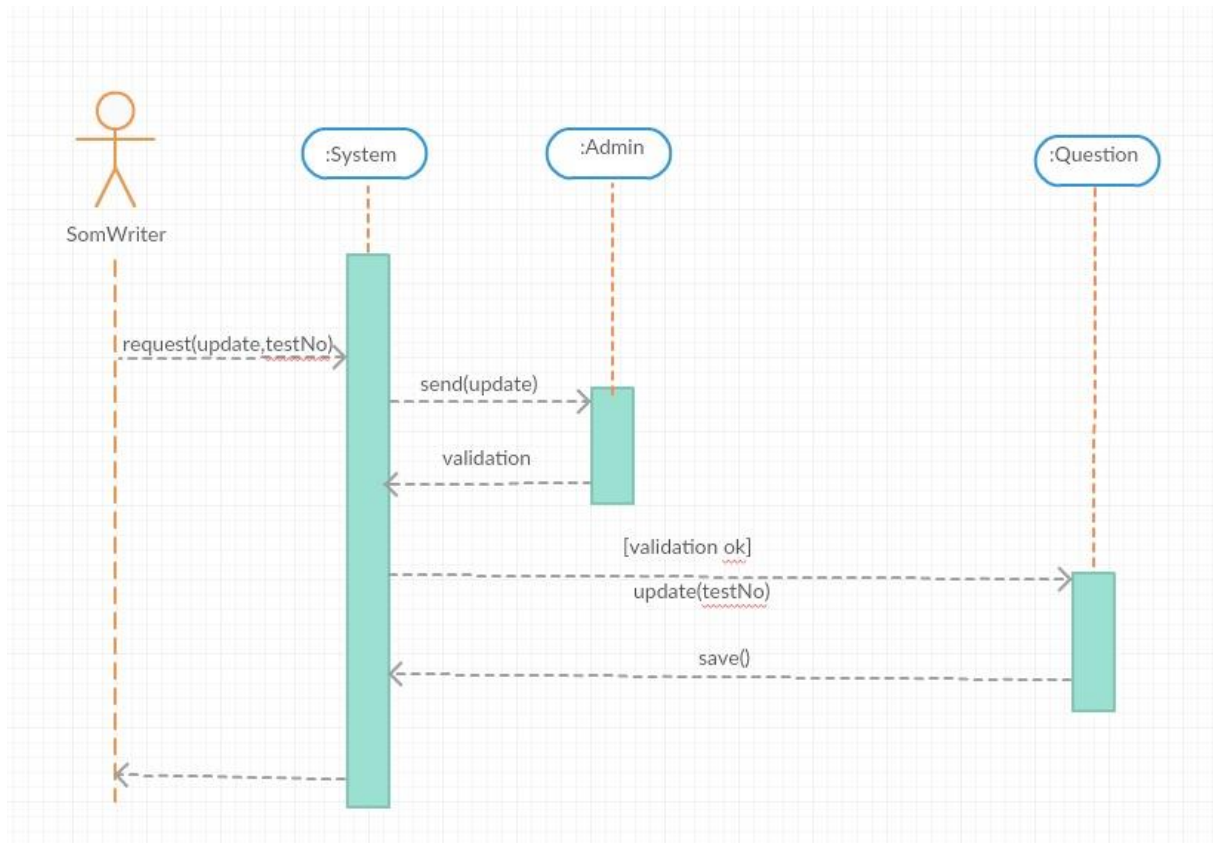 :System
:Admin
:Question
SomWriter
request(update,testNo)
send(update)
validation
[validation ok]
update(testNo)
save()